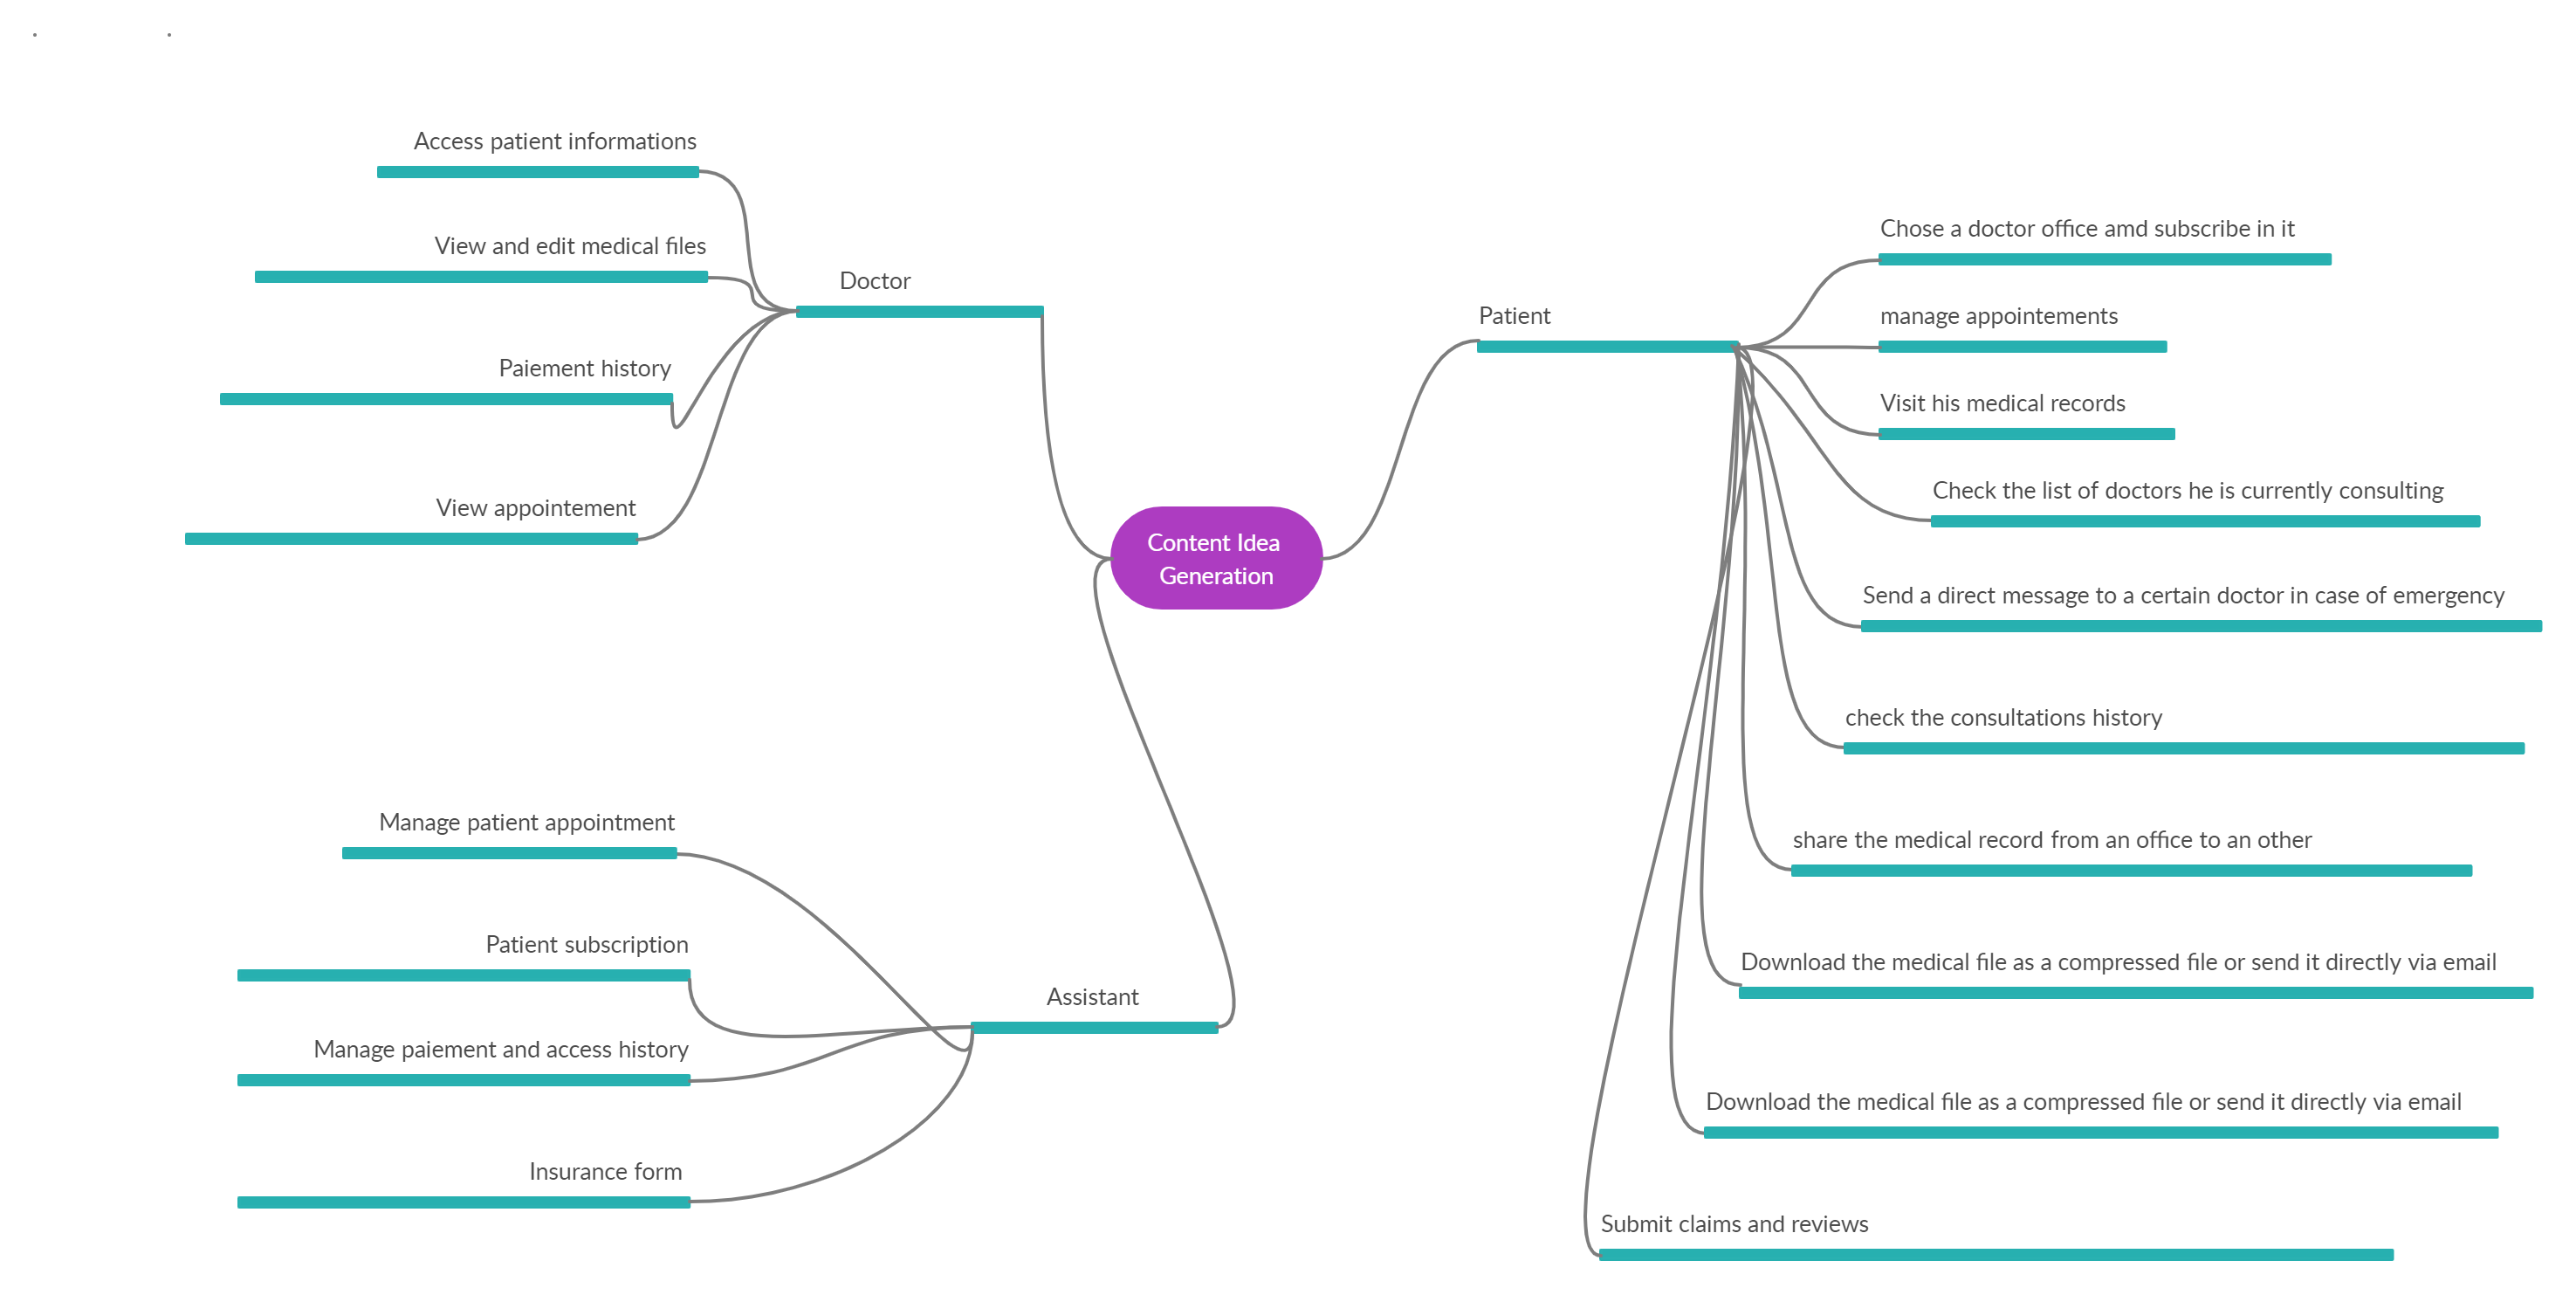 Access patient informations
View and edit medical files
Doctor
Paiement history
View appointement
Content Idea
Generation
Manage patient appointment
Patient subscription
Assistant
Manage paiement and access history
Insurance form
Patient
Chose a doctor office amd subscribe in it
manage appointements
Visit his medical records
Check the list of doctors he is currently consulting
Send a direct message to a certain doctor in case of emergency
check the consultations history
share the medical record from an office to an other
Download the medical file as a compressed file or send it directly via email
Download the medical file as a compressed file or send it directly via email
Submit claims and reviews